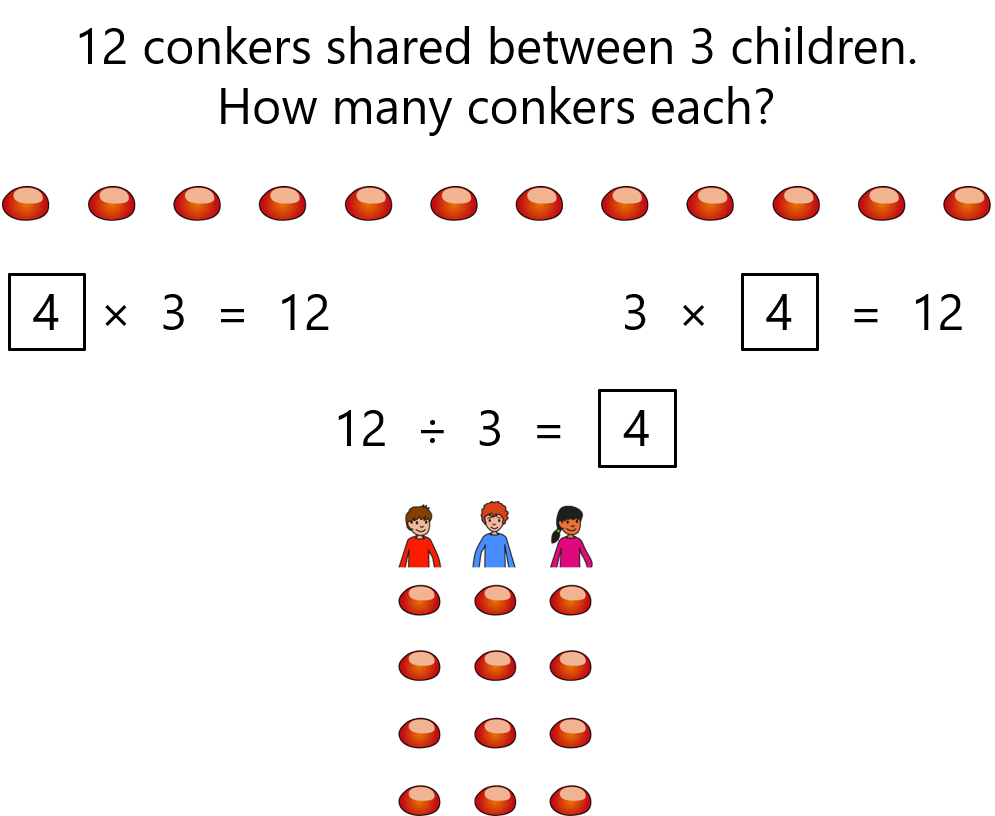 12 conkers shared between 3 children.
How many conkers each?
4 × 3 = 12
3 × 4 = 12
12 ÷ 3 = 4